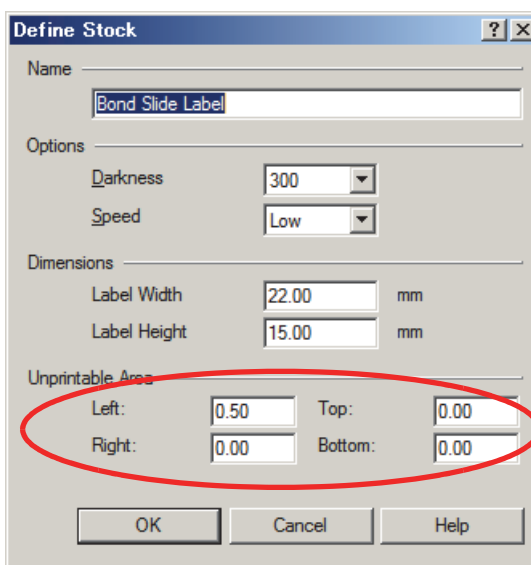 Define Stock ? X
Name
Bond Slide Label
Options
Darkness 300
Speed Low
Dimensions
Label Width 22.00 mm
Label Height 15.00 mm
Unprintable Area
Left: 0.50 Top: 0.00
Right: 0.00 Bottom: 0.00
OK Cancel Help